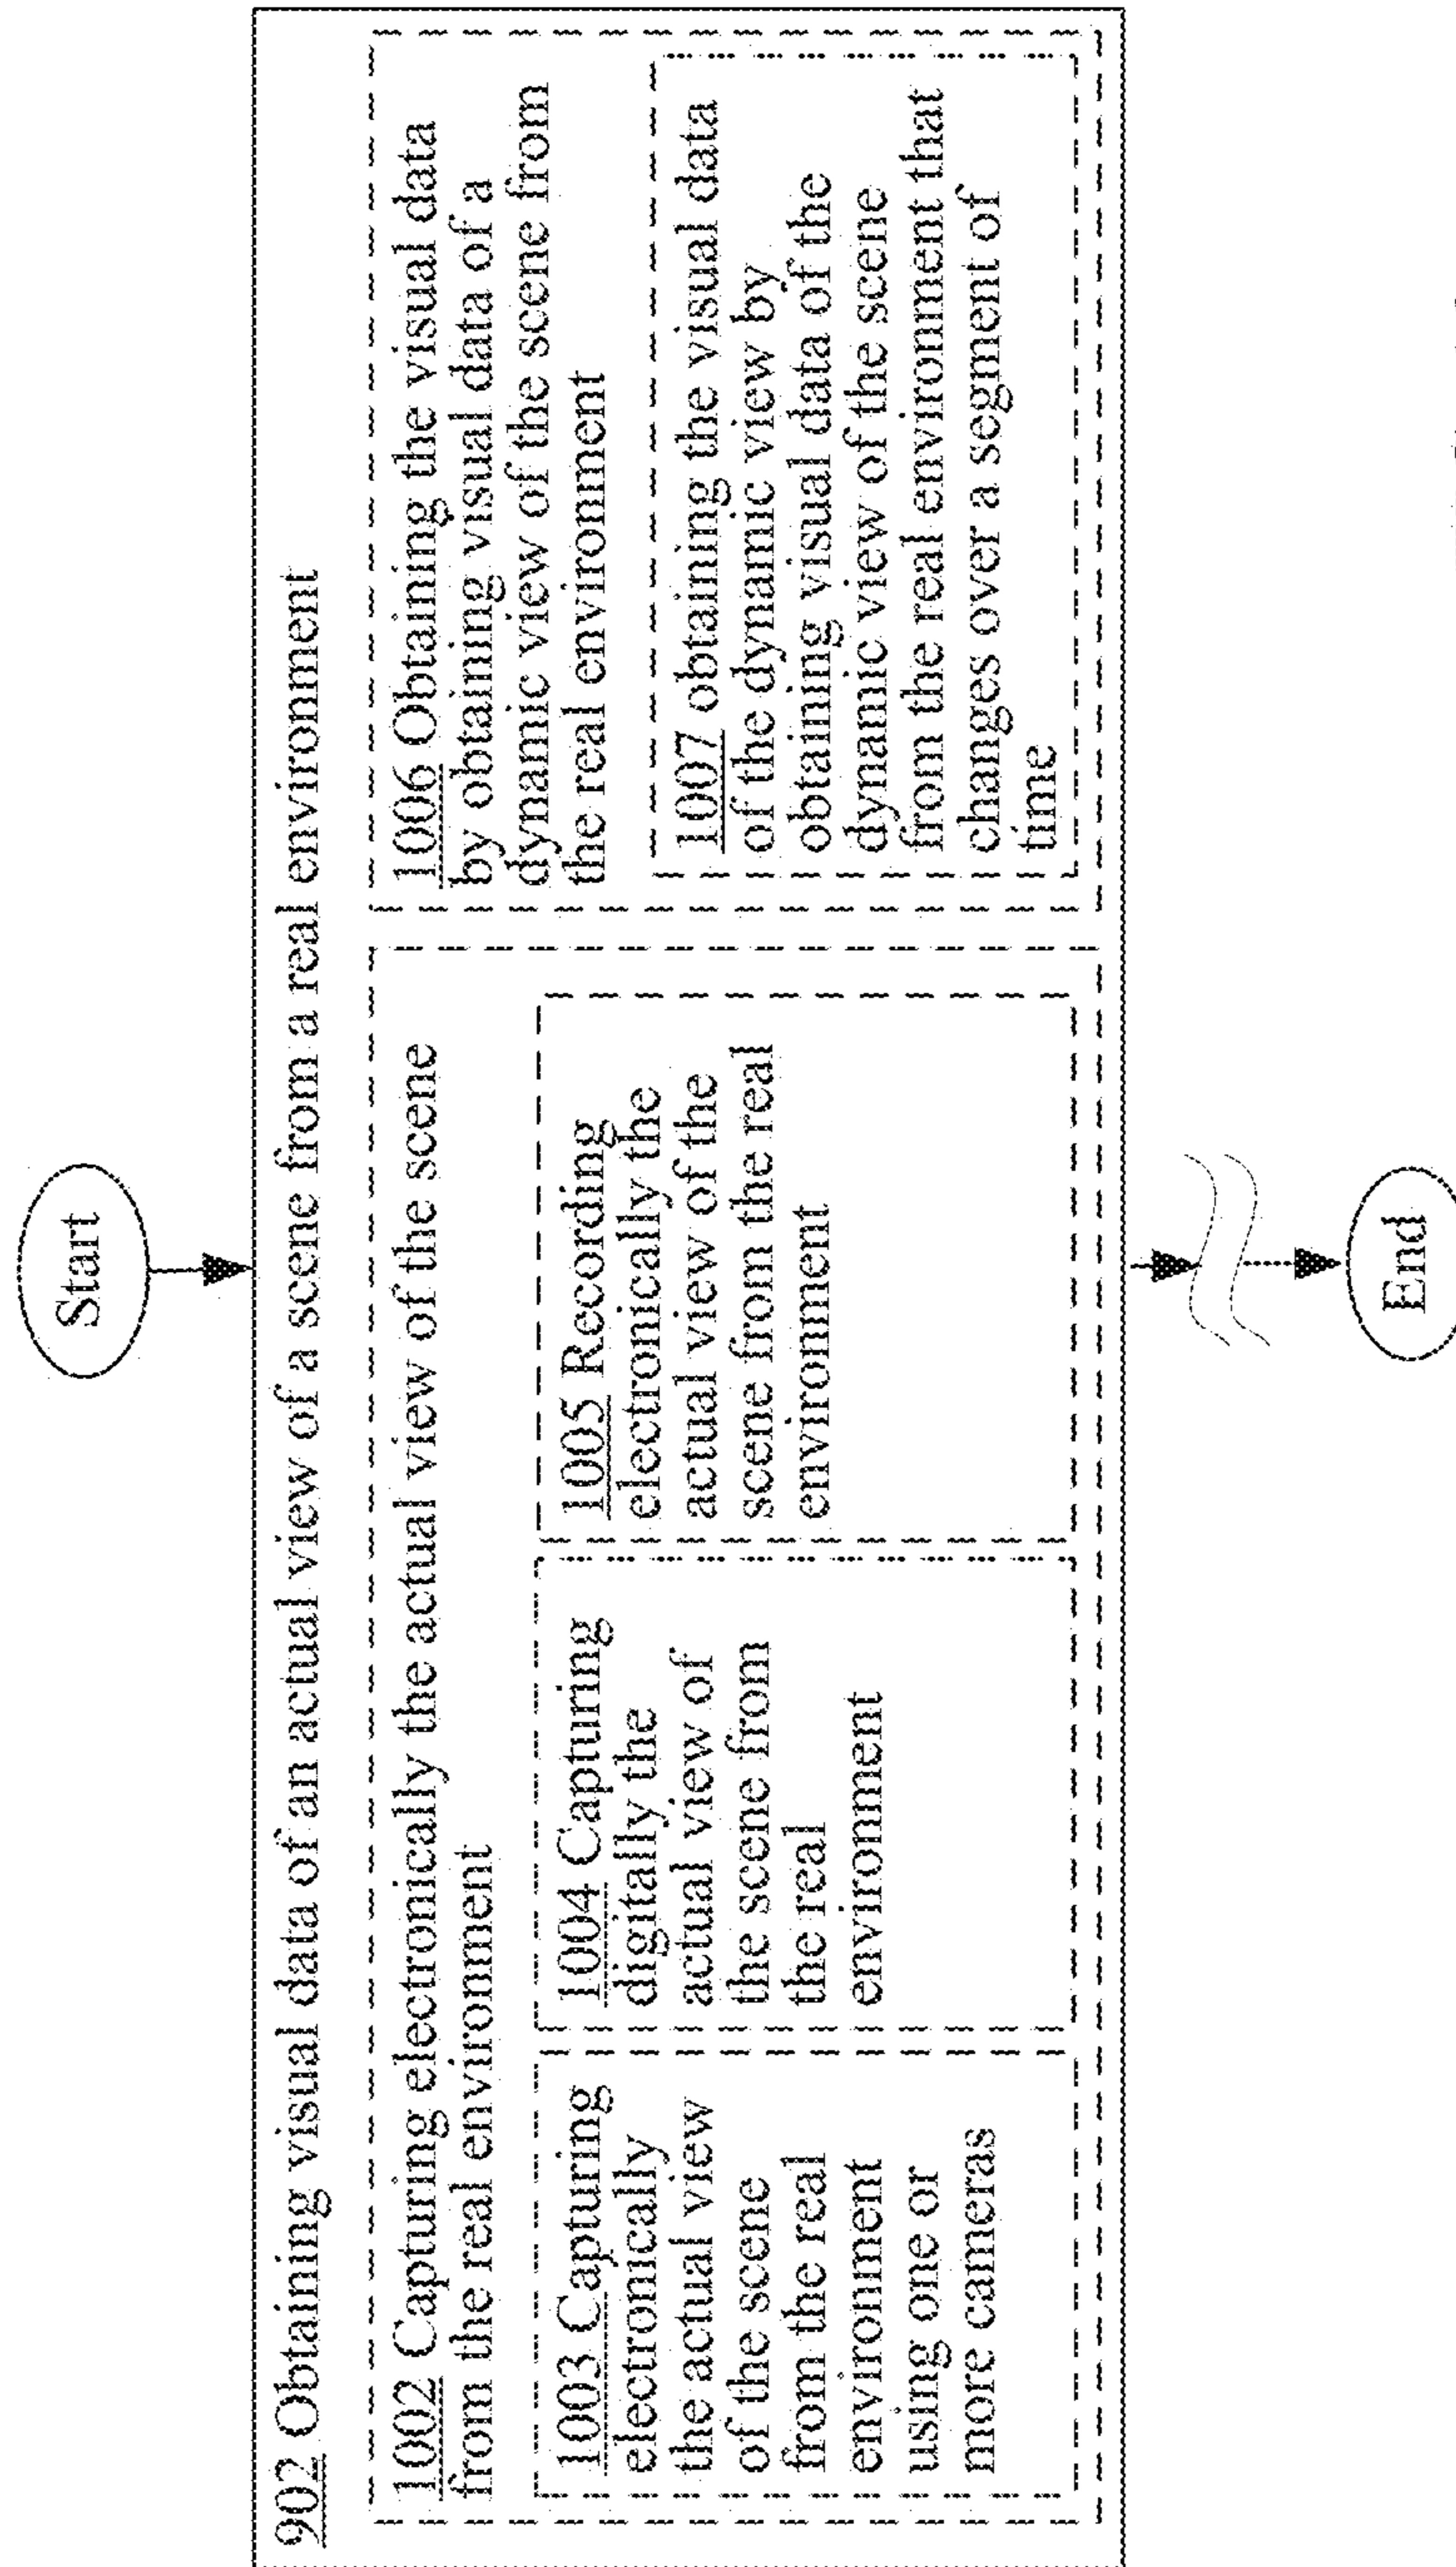 Start
902 Obtaining visual data of an actual view of a scene from a real environment
1002 Capturing electronically the actual view of the scene
from the real environment
1003 Capturing
electronically
the actual view
of the scene
from the real
environment
using one or
more cameras
1004 Capturing
digitally the
actual view of
the scene from
the real
environment
1005 Recording
electronically the
actual view of the
scene from the real
environment
1006 Obtaining the visual data
by obtaining visual data of a
dynamic view of the scene from
the real environment
1007 obtaining the visual data
of the dynamic view by
obtaining visual data of the
dynamic view of the scene
from the real environment that
changes over a segment of
time
End